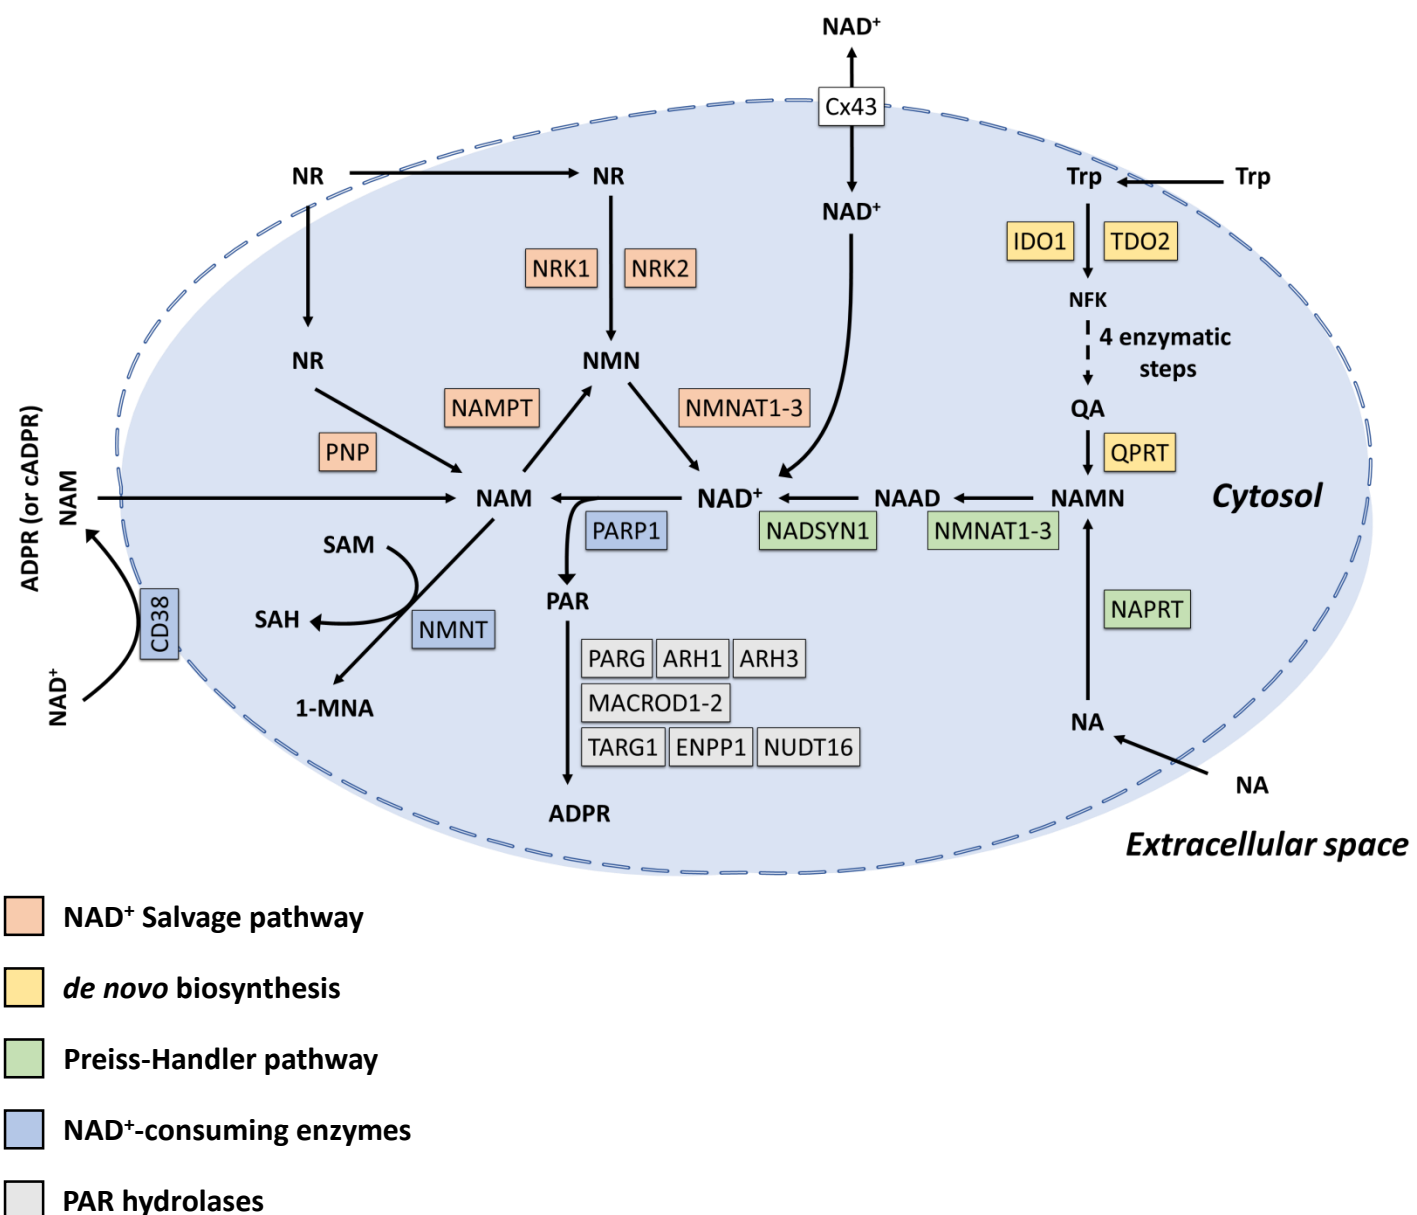 NAD+
Cx43
NR
NR
Trp
Trp
NAD+
IDO1
TDO2
NRK1
NRK2
NFK
4 enzymatic
steps
NR
NMN
NAMPT
NMNAT1-3
QA
PNP
QPRT
ADPR (or cADPR)
NAM
NAM
NAD+
NAAD
NAMN
Cytosol
PARP1
NADSYN1
NMNAT1-3
SAM
PAR
NAPRT
SAH
NMNT
CD38
NAD+
PARG
ARH1
ARH3
MACROD1-2
1-MNA
NA
TARG1
ENPP1
NUDT16
NA
ADPR
Extracellular space
NAD+ Salvage pathway
de novo biosynthesis
Preiss-Handler pathway
NAD+-consuming enzymes
PAR hydrolases